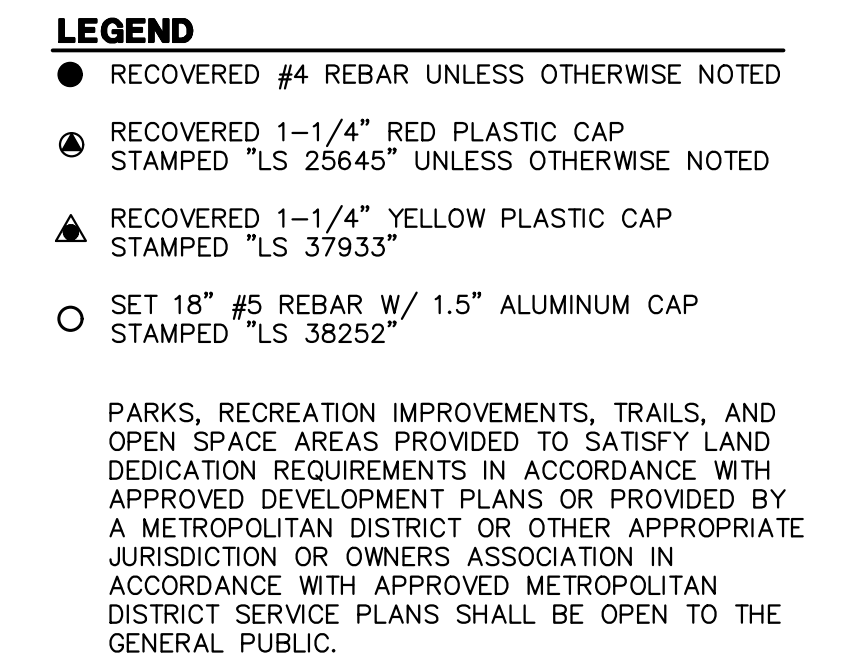 LEGEND
RECOVERED #4 REBAR UNLESS OTHERWISE NOTED
RECOVERED 1-1/4" RED PLASTIC CAP
STAMPED "LS 25645" UNLESS OTHERWISE NOTED
RECOVERED 1-1/4" YELLOW PLASTIC CAP
STAMPED "LS 37933"
SET 18" #5 REBAR W/ 1.5" ALUMINUM CAP
STAMPED "LS 38252"
PARKS, RECREATION IMPROVEMENTS, TRAILS, AND
OPEN SPACE AREAS PROVIDED TO SATISFY LAND
DEDICATION REQUIREMENTS IN ACCORDANCE WITH
APPROVED DEVELOPMENT PLANS OR PROVIDED BY
A METROPOLITAN DISTRICT OR OTHER APPROPRIATE
JURISDICTION OR OWNERS ASSOCIATION IN
ACCORDANCE WITH APPROVED METROPOLITAN
DISTRICT SERVICE PLANS SHALL BE OPEN TO THE
GENERAL PUBLIC.